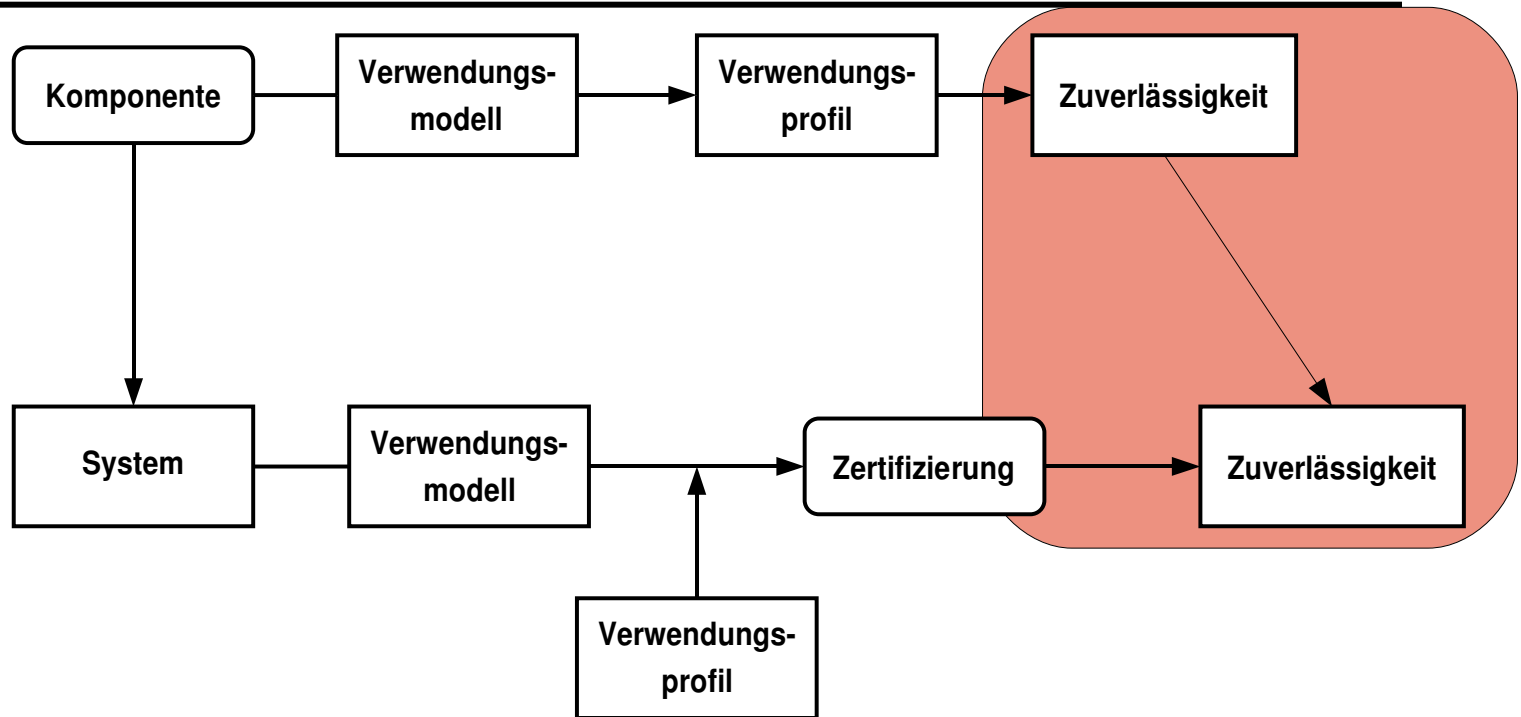 Komponente
Verwendungs-
modell
Verwendungs-
profil
Zuverlässigkeit
System
Verwendungs-
modell
Zertifizierung
Zuverlässigkeit
Verwendungs-
profil